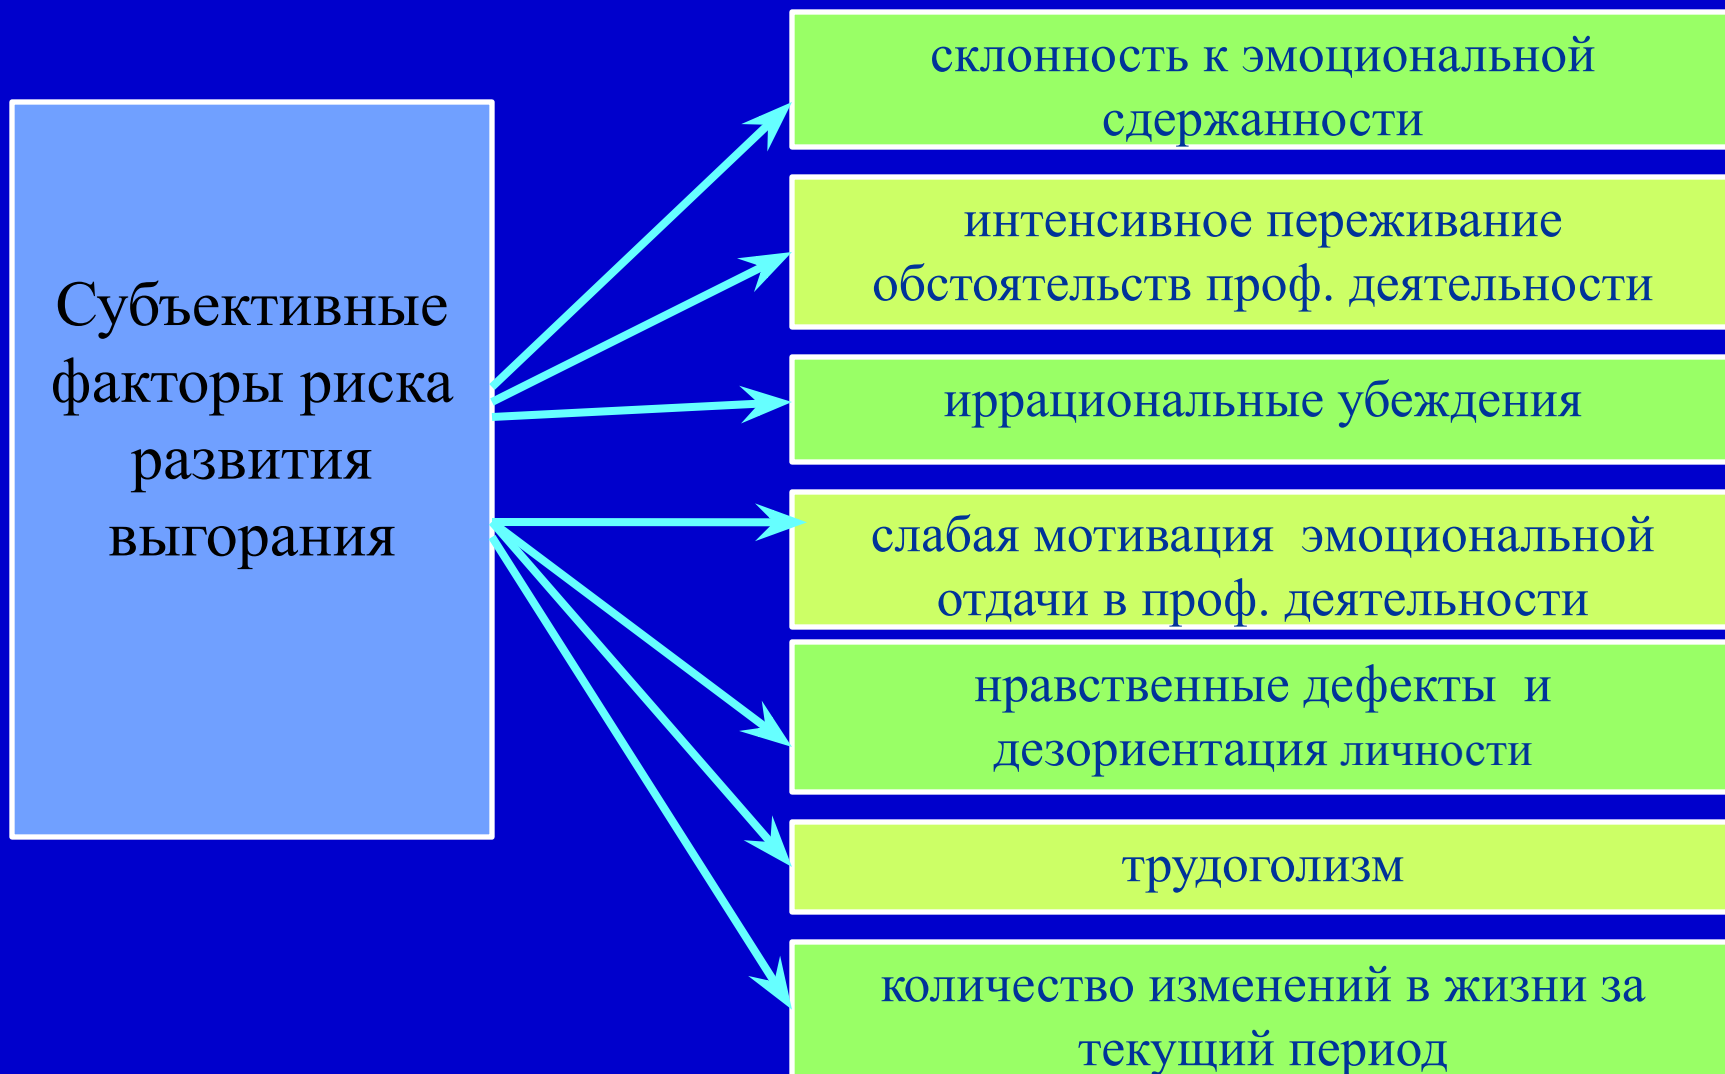 Субъективные
факторы риска
развития
выгорания
склонность к эмоциональной
сдержанности
интенсивное переживание
обстоятельств проф. деятельности
иррациональные убеждения
слабая мотивация  эмоциональной
отдачи в проф. деятельности
нравственные дефекты  и
дезориентация личности
трудоголизм
количество изменений в жизни за
текущий период